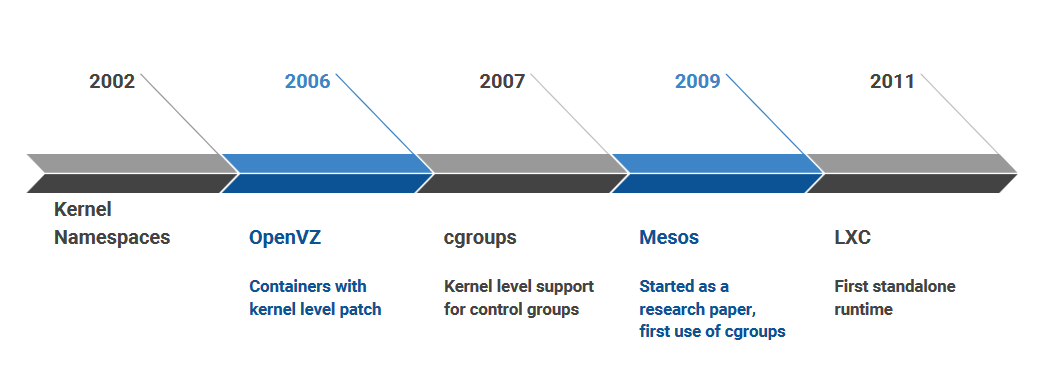 2002
2006
2007
2009
2011
Kernel
Namespaces
OpenVZ
Containers with
kernel level patch
cgroups
Kernel level support
for control groups
Mesos
Started as a
research paper,
first use of cgroups
LXC
First standalone
runtime